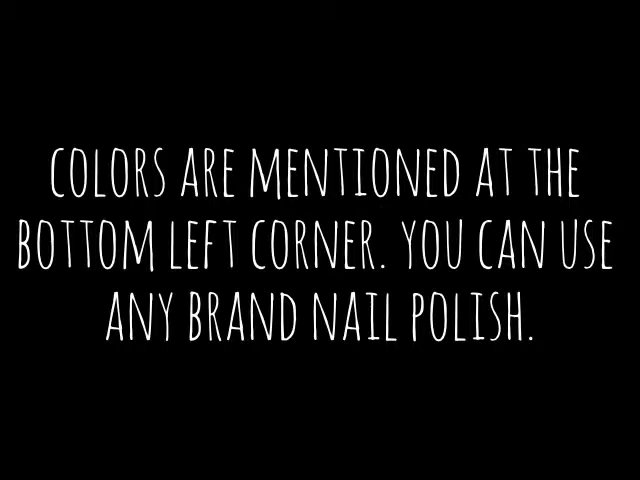 COLORS ARE MENTIONED AT THE
BOTTOM LEFT CORNER. YOU CAN USE
ANY BRAND NAIL POLISH.